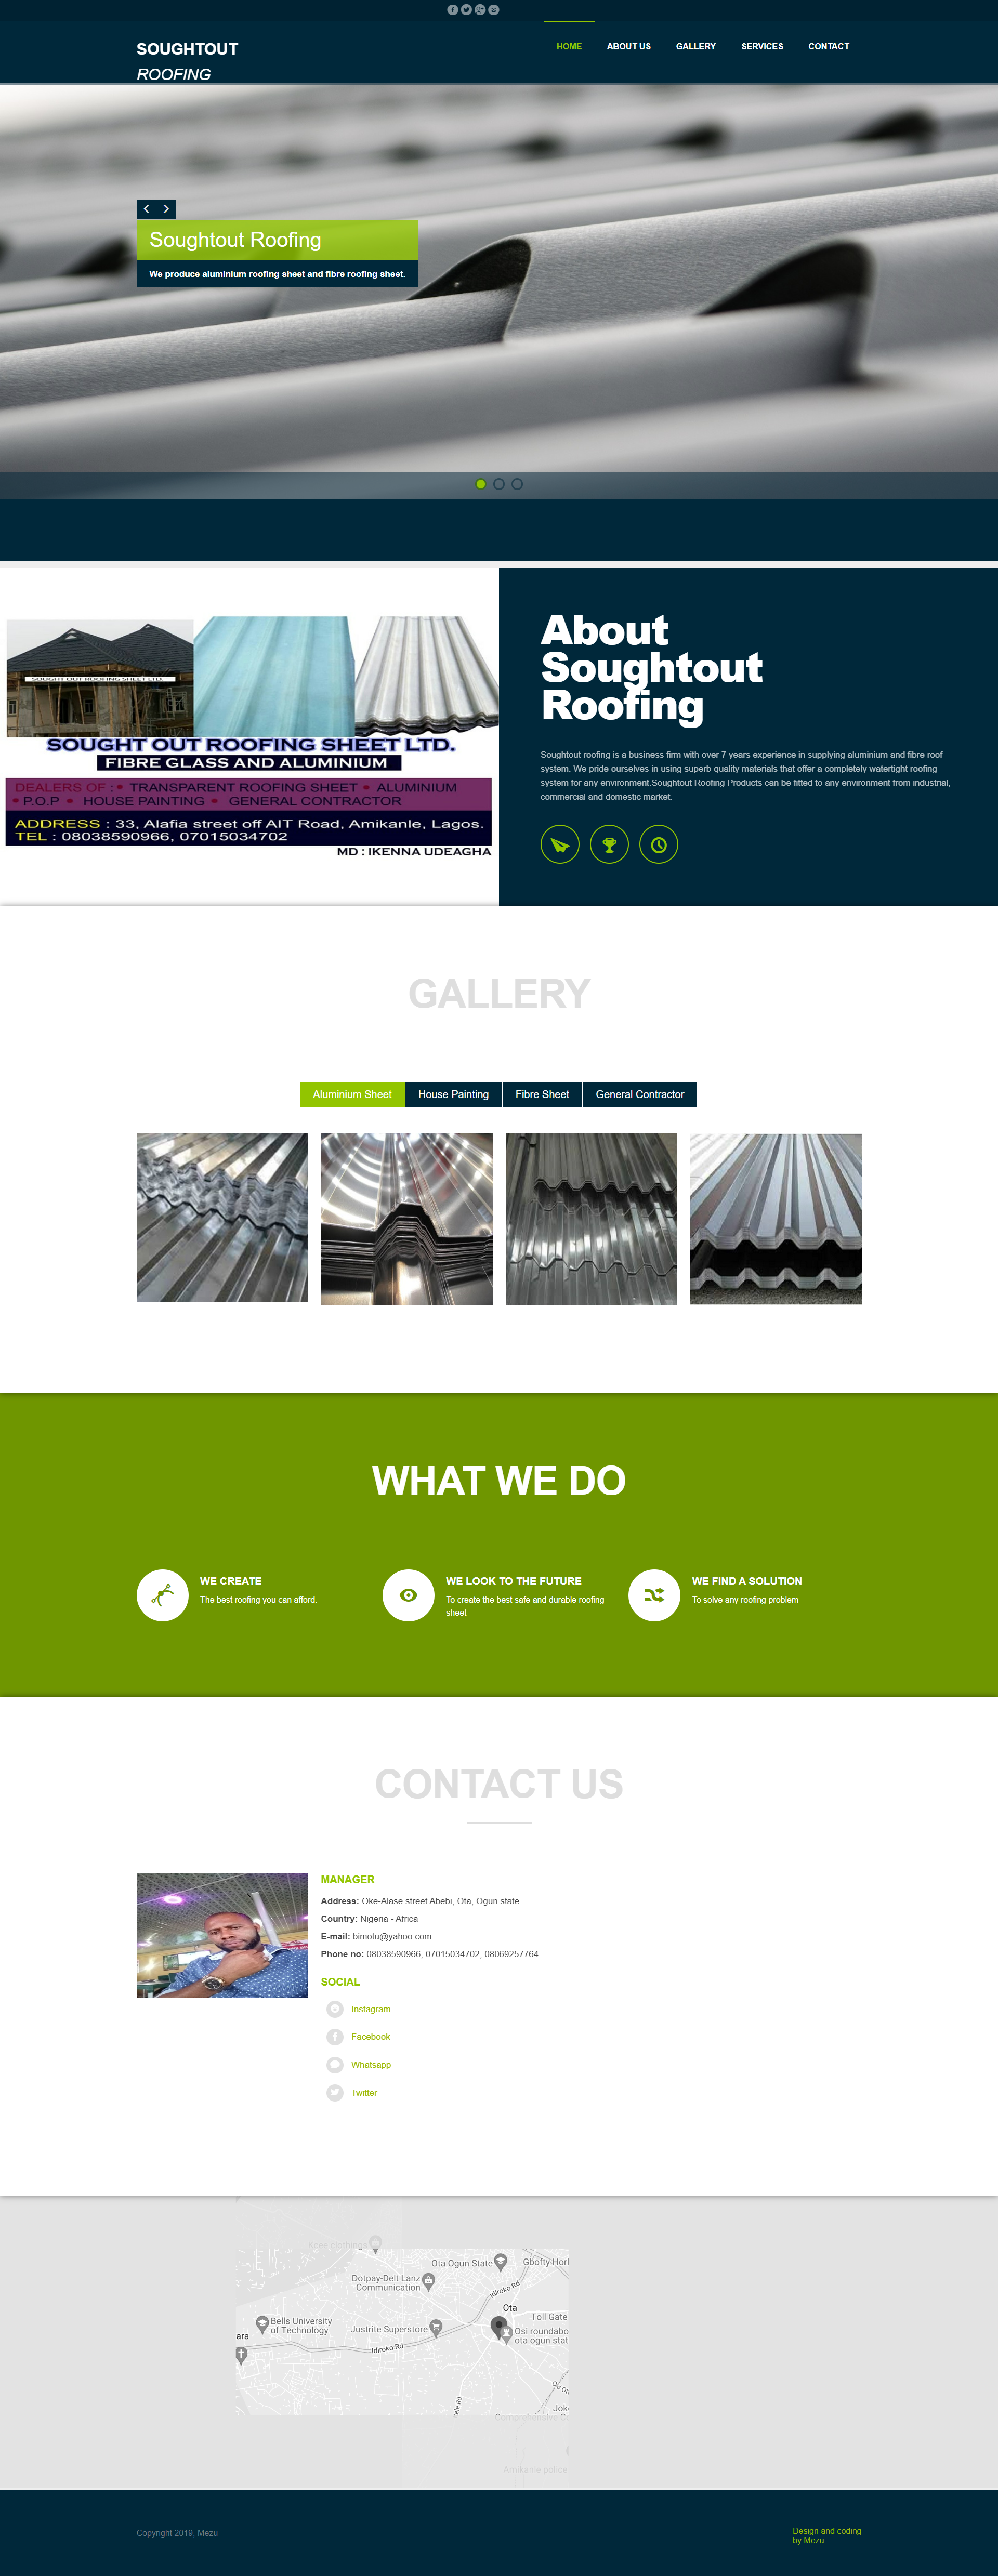 SOUGHTOUT
ROOFING
HOME ABOUT US GALLERY SERVICES CONTACT
Soughtout Roofing
We produce aluminium roofing sheet and fibre roofing sheet.
SOUGHT OUT ROOFING SHEET LTD.
SOUGHT OUT ROOFING SHEET LTD.
FIBRE GLASS AND ALUMINIUM
DEALERS OF : • TRANSPARENT ROOFING SHEET • ALUMINIUM
• P.O.P • HOUSE PAINTING • GENERAL CONTRACTOR
ADDRESS : 33, Alafia street off AIT Road, Amikanle, Lagos.
TEL : 08038590966, 07015034702
MD : IKENNA UDEAGHA
About
Soughtout
Roofing
Soughtout roofing is a business firm with over 7 years experience in supplying aluminium and fibre roof
system. We pride ourselves in using superb quality materials that offer a completely watertight roofing
system for any environment.Soughtout Roofing Products can be fitted to any environment from industrial,
commercial and domestic market.
GALLERY
Aluminium Sheet House Painting Fibre Sheet General Contractor
WHAT WE DO
WE CREATE
The best roofing you can afford.
WE LOOK TO THE FUTURE
To create the best safe and durable roofing
sheet
WE FIND A SOLUTION
To solve any roofing problem
CONTACT US
MANAGER
Address: Oke-Alase street Abebi, Ota, Ogun state
Country: Nigeria - Africa
E-mail: bimotu@yahoo.com
Phone no: 08038590966, 07015034702, 08069257764
SOCIAL
Instagram
Facebook
Whatsapp
Twitter
Ota Ogun State
Gbofty Horl
Dotpay-Delt Lanz
Communication
Idiroko Rd
Ota
Toll Gate
Bells University
of Technology
Justrite Superstore
Osi roundabo
ota ogun stat
ara
Idiroko Rd
Jok
Amikanle police
Copyright 2019, Mezu
Design and coding
by Mezu